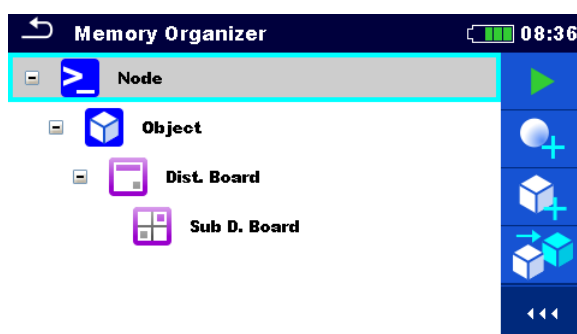 Memory Organizer 08:36
Node
Object
Dist. Board
Sub D. Board